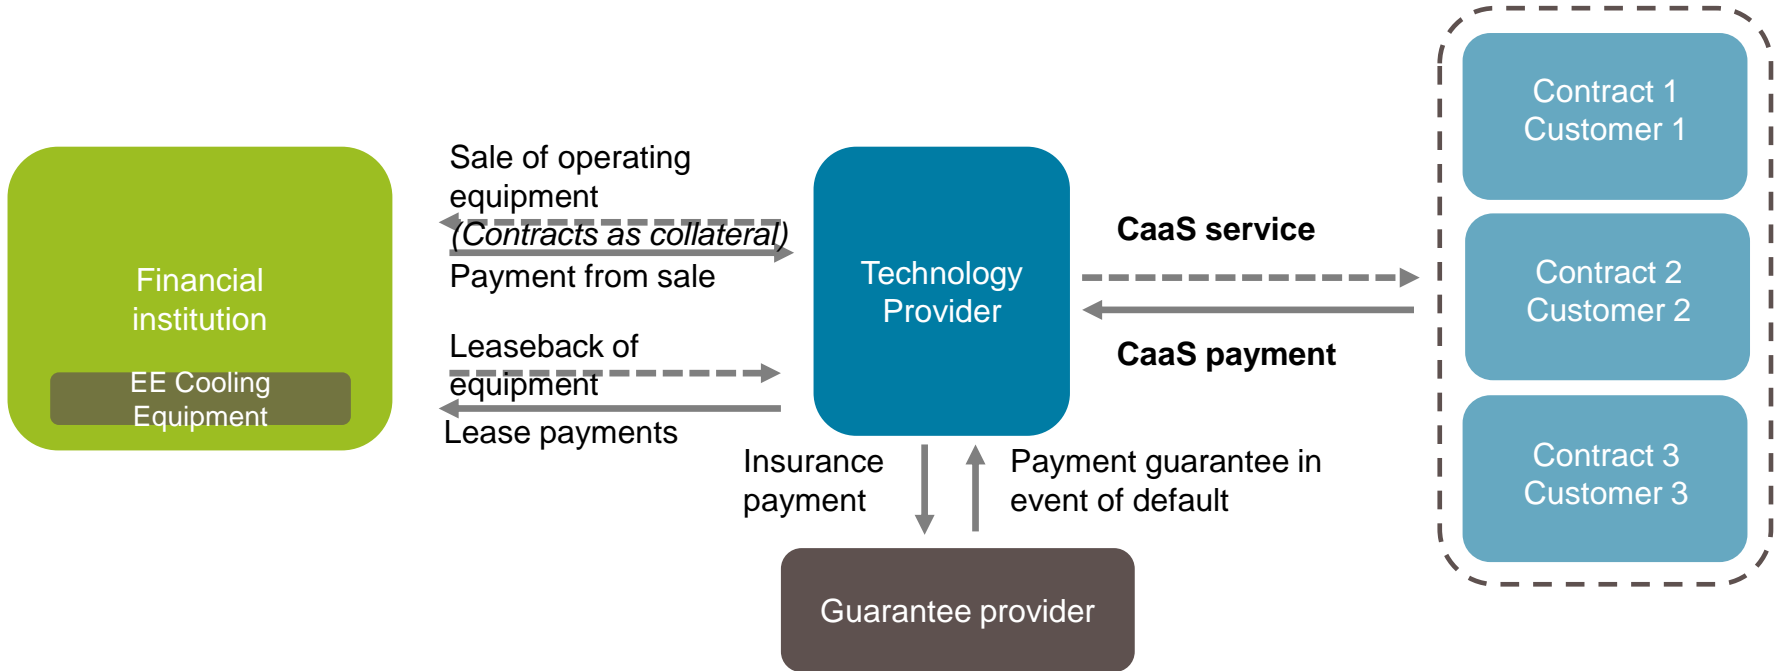 Financial
institution
EE Cooling
Equipment
Sale of operating
equipment
(Contracts as collateral)
Payment from sale
Leaseback of
equipment
Lease payments
Technology
Provider
Insurance
payment
Payment guarantee in
event of default
Guarantee provider
CaaS service
CaaS payment
Contract 1
Customer 1
Contract 2
Customer 2
Contract 3
Customer 3